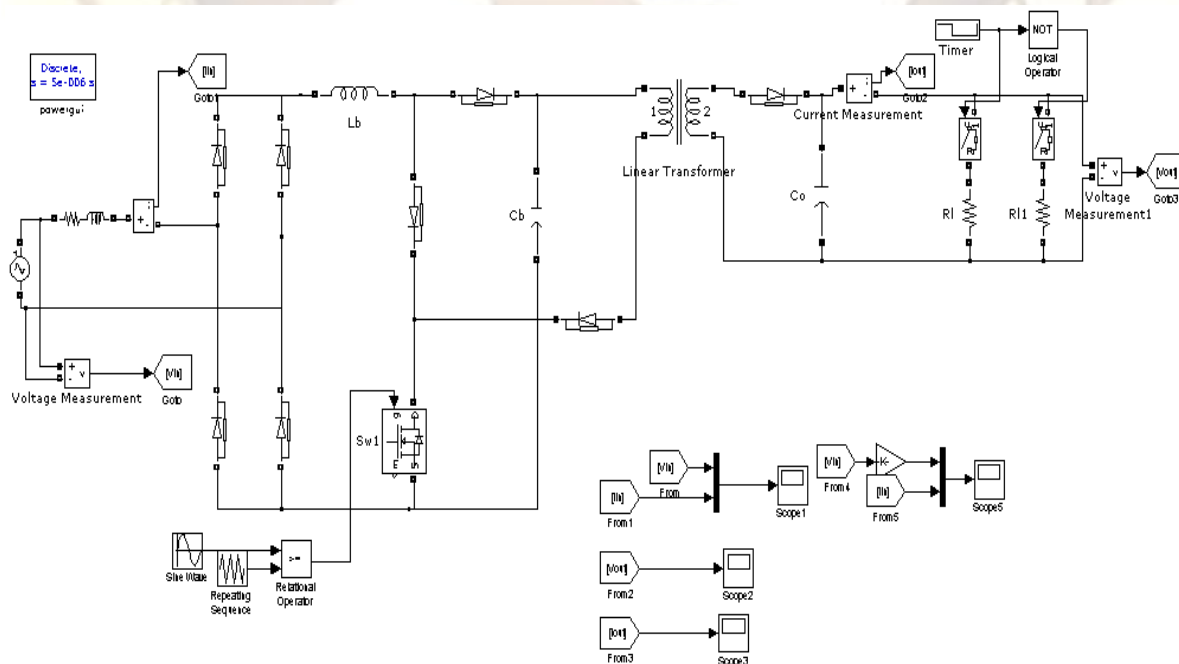 Discrete,
s = 5e-006 s
powergui
[Iin]
Goto1
Lb
1
2
Linear Transformer
Current Measurement
[Iout]
Goto2
Timer
NOT
Logical
Operator
Cb
Co
Rl
Rl1
Voltage
Measurement1
[Vout]
Goto3
Voltage Measurement
[Vin]
Goto
Sw1
g
m
S
Sine Wave
Repeating
Sequence
>=
Relational
Operator
[Vin]
From
[Iin]
From1
Scope1
[Vin]
From4
K-
[Iin]
From5
Scope5
[Vout]
From2
Scope2
[Iout]
From3
Scope3